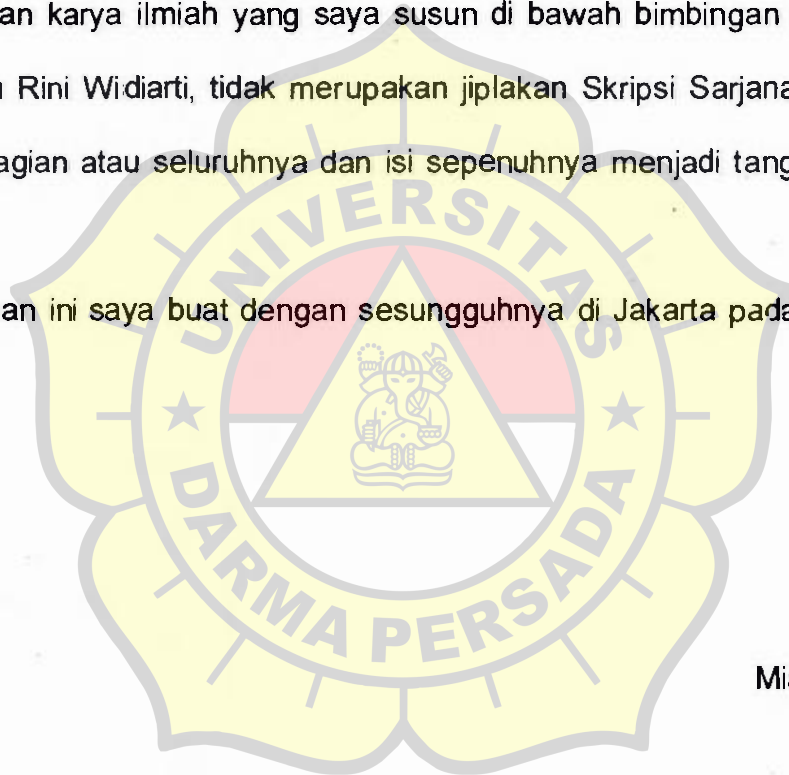 an karya ilmiah yang saya susun di bawah bimbingan
Rini Widiarti, tidak merupakan jiplakan Skripsi Sarjana
agian atau seluruhnya dan isi sepenuhnya menjadi tang
an ini saya buat dengan sesungguhnya di Jakarta pada
UNIVERSITAS
DARMA PERSADA
Mia